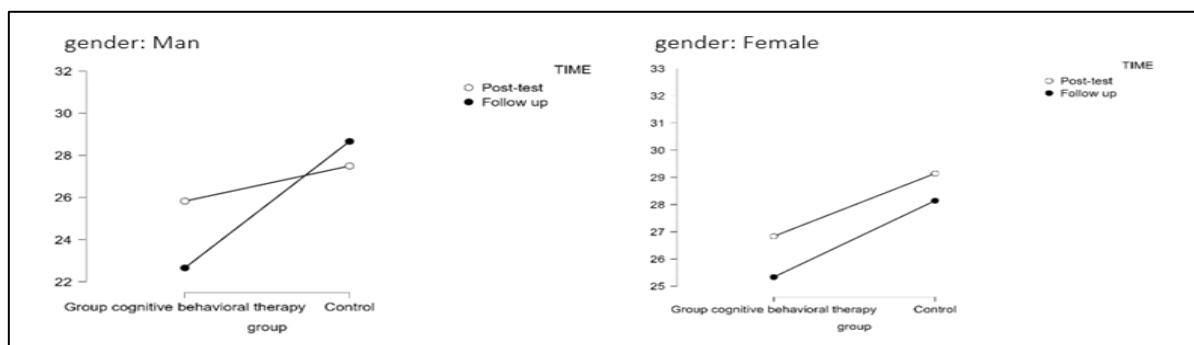 gender: Man
TIME
Post-test
Follow up
32
30
28
26
24
22
Group cognitive behavioral therapy Control
group
gender: Female
TIME
Post-test
Follow up
33
32
31
30
29
28
27
26
25
Group cognitive behavioral therapy Control
group